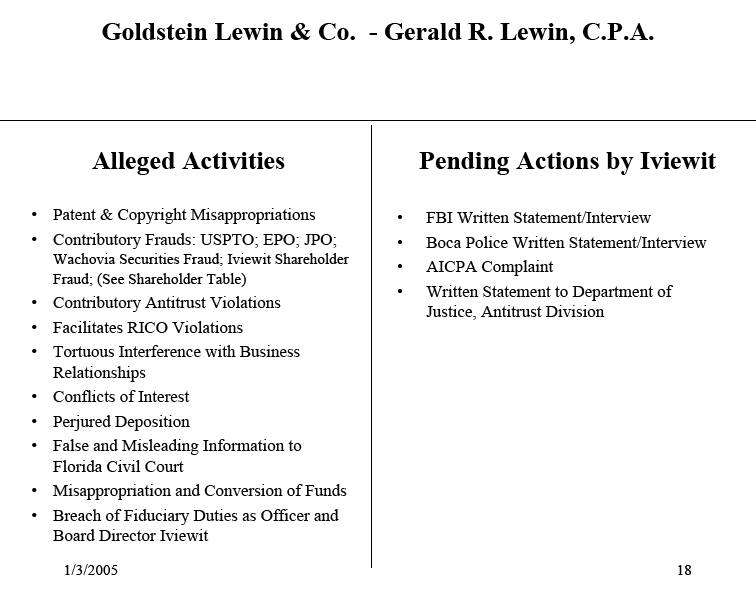 Goldstein Lewin & Co.  - Gerald R. Lewin, C.P.A.
Alleged Activities
• Patent & Copyright Misappropriations
• Contributory Frauds: USPTO; EPO; JPO;
Wachovia Securities Fraud; Iviewit Shareholder
Fraud; (See Shareholder Table)
• Contributory Antitrust Violations
• Facilitates RICO Violations
• Tortuous Interference with Business
Relationships
• Conflicts of Interest
• Perjured Deposition
• False and Misleading Information to
Florida Civil Court
• Misappropriation and Conversion of Funds
• Breach of Fiduciary Duties as Officer and
Board Director Iviewit
Pending Actions by Iviewit
• FBI Written Statement/Interview
• Boca Police Written Statement/Interview
• AICPA Complaint
• Written Statement to Department of
Justice, Antitrust Division
1/3/2005
18